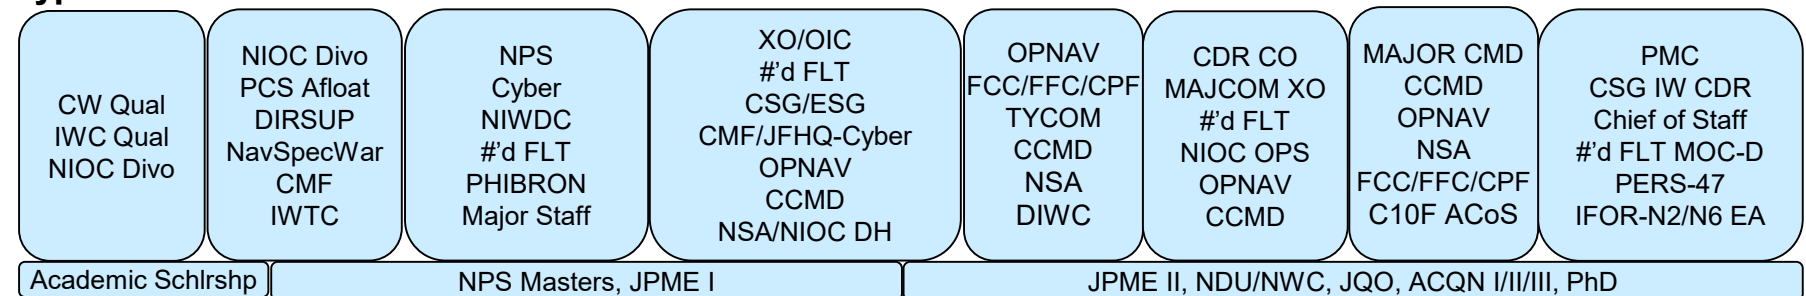 CW Qual
IWC Qual
NIOC Divo
NIOC Divo
PCS Afloat
DIRSUP
NavSpecWar
CMF
IWTC
NPS
Cyber
NIWDC
#'d FLT
PHIBRON
Major Staff
XO/OIC
#'d FLT
CSG/ESG
CMF/JFHQ-Cyber
OPNAV
CCMD
NSA/NIOC DH
OPNAV
FCC/FFC/CPF
TYCOM
CCMD
NSA
DIWC
CDR CO
MAJCOM XO
#'d FLT
NIOC OPS
OPNAV
CCMD
MAJOR CMD
CCMD
OPNAV
NSA
FCC/FFC/CPF
C10F ACoS
PMC
CSG IW CDR
Chief of Staff
#'d FLT MOC-D
PERS-47
IFOR-N2/N6 EA
Academic Schlrshp
NPS Masters, JPME I
JPME II, NDU/NWC, JQO, ACQN I/II/III, PhD